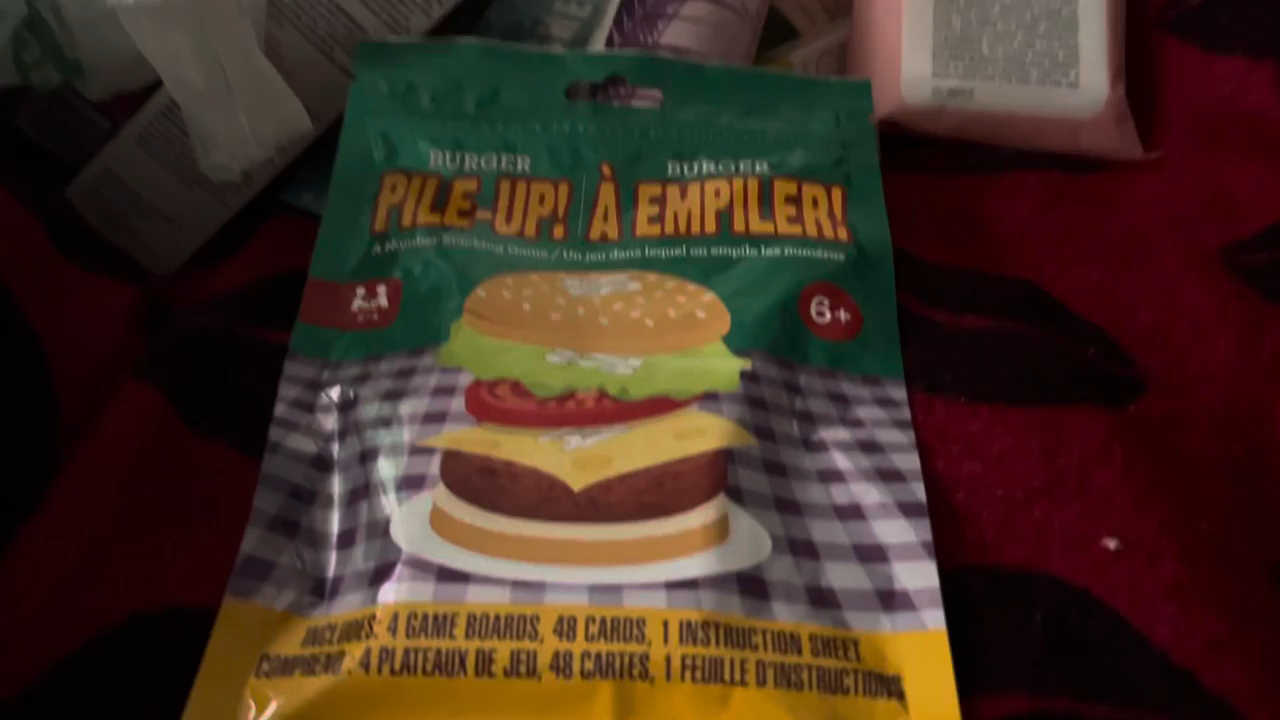 BURGER BURGER
PILE-UP! À EMPILER!
A Number Stacking Game / Un jeu dans lequel on empile les numéros
6+
INCLUDES: 4 GAME BOARDS, 48 CARDS, 1 INSTRUCTION SHEET
COMPREND : 4 PLATEAUX DE JEU, 48 CARTES, 1 FEUILLE D'INSTRUCTIONS